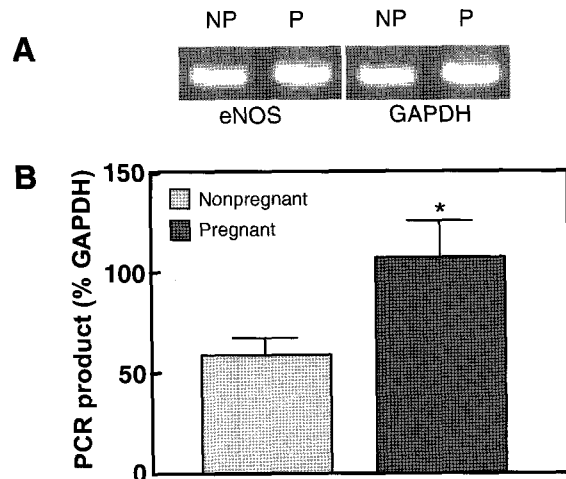 NP P NP P
A
eNOS GAPDH
B
150
Nonpregnant
*
Pregnant
100
50
0
PCR product (% GAPDH)